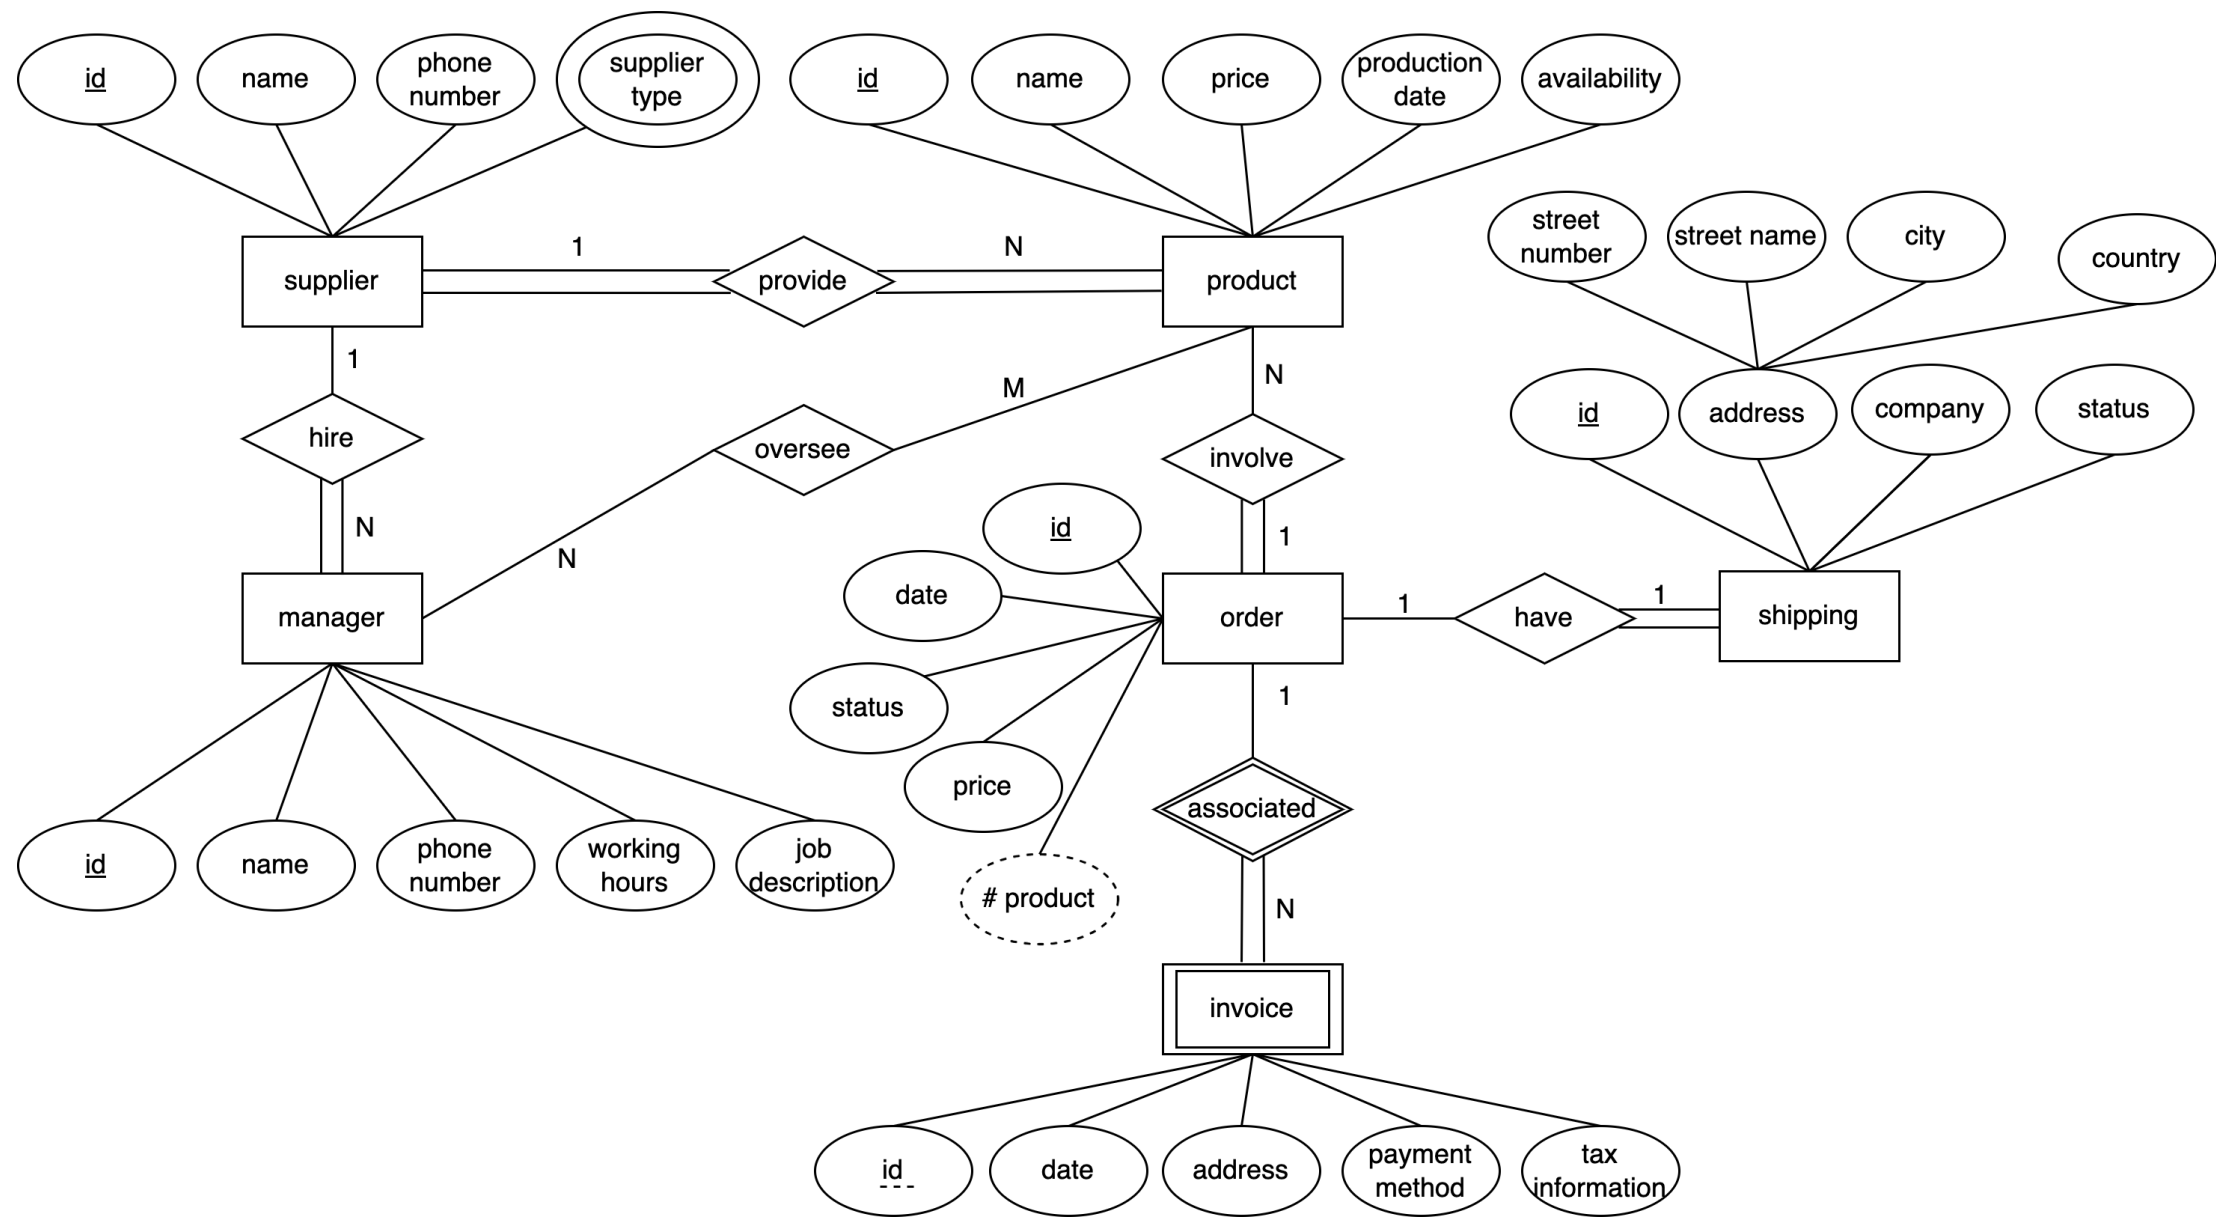 id
name
phone
number
supplier
type
id
name
price
production
date
availability
street
number
street name
city
country
supplier
1
provide
N
product
1
hire
N
M
oversee
N
N
involve
1
id
address
company
status
id
date
status
price
# product
manager
order
1
have
1
shipping
1
associated
N
id
name
phone
number
working
hours
job
description
invoice
id
date
address
payment
method
tax
information